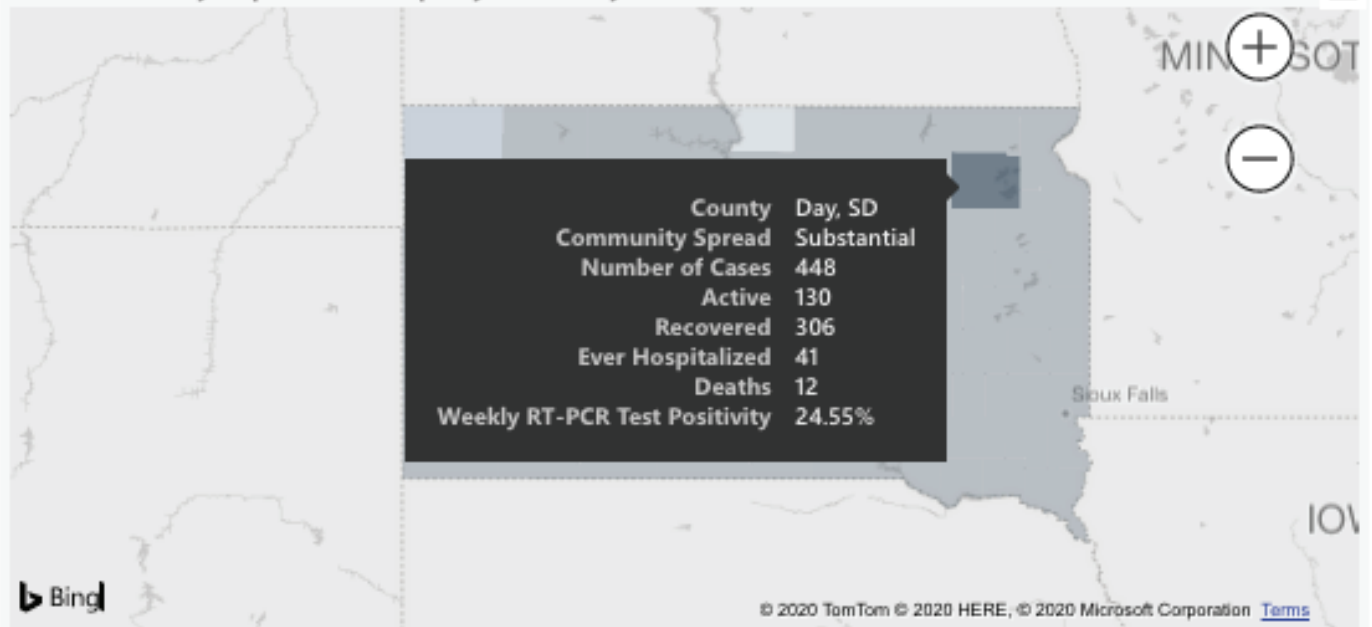 MIN SOT
County Day, SD
Community Spread Substantial
Number of Cases 448
Active 130
Recovered 306
Ever Hospitalized 41
Deaths 12
Weekly RT-PCR Test Positivity 24.55%
Sioux Falls
IOV
Bing
© 2020 TomTom © 2020 HERE, © 2020 Microsoft Corporation Terms